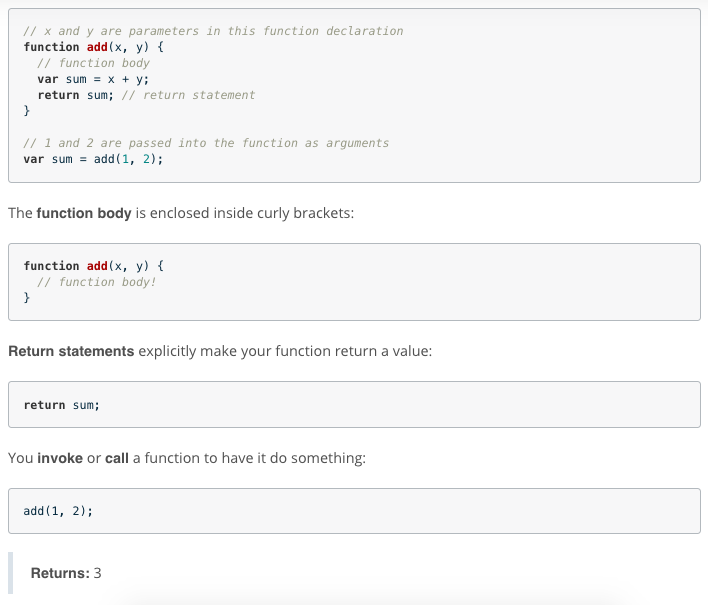 // x and y are parameters in this function declaration
function add(x, y) {
  // function body
  var sum = x + y;
  return sum; // return statement
}
// 1 and 2 are passed into the function as arguments
var sum = add(1, 2);
The function body is enclosed inside curly brackets:
function add(x, y) {
  // function body!
}
Return statements explicitly make your function return a value:
return sum;
You invoke or call a function to have it do something:
add(1, 2);
Returns: 3